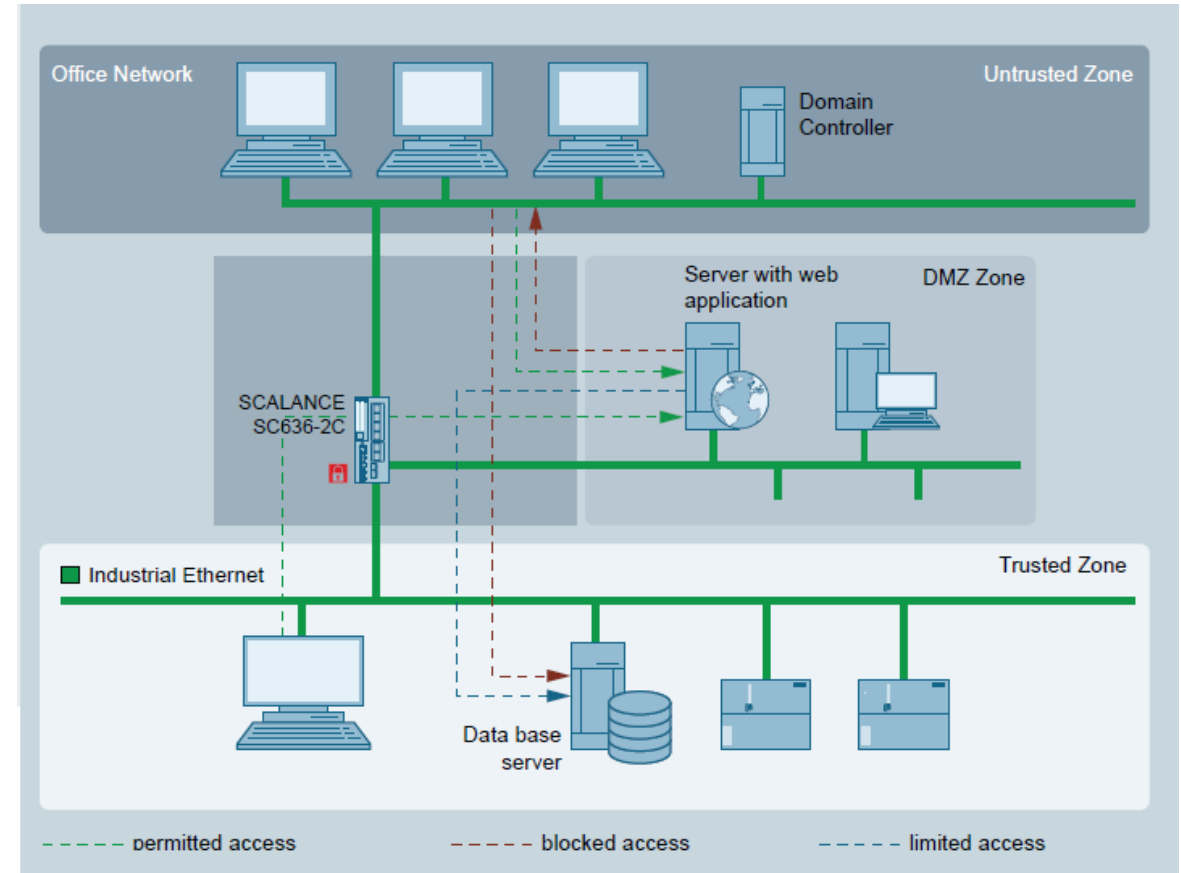 Office Network
Untrusted Zone
Domain
Controller
Server with web
application
DMZ Zone
SCALANCE
SC636-2C
Industrial Ethernet
Trusted Zone
Data base
server
permitted access
blocked access
limited access